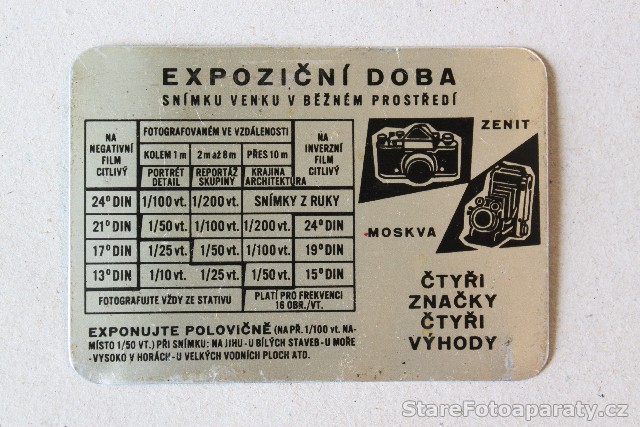 EXPOZIČNÍ DOBA
SNÍMKU VENKU V BĚŽNÉM PROSTŘEDÍ
NA NEGATIVNÍ FILM CITLIVÝ
FOTOGRAFOVANÉM VE VZDÁLENOSTI
NA INVERZNÍ FILM CITLIVÝ
KOLEM 1 m 2 m až 8 m PŘES 10 m
PORTRÉT DETAIL REPORTÁŽ SKUPINY KRAJINA ARCHITEKTURA
24° DIN 1/100 vt. 1/200 vt. SNÍMKY Z RUKY
21° DIN 1/50 vt. 1/100 vt. 1/200 vt. 24° DIN
17° DIN 1/25 vt. 1/50 vt. 1/100 vt. 19° DIN
13° DIN 1/10 vt. 1/25 vt. 1/50 vt. 15° DIN
FOTOGRAFUJTE VŽDY ZE STATIVU PLATÍ PRO FREKVENCI 16 OBR./VT.
EXPONUJTE POLOVIČNĚ (NAPŘ. 1/100 vt. NA-
MÍSTO 1/50 VT.) PŘI SNÍMKU: NA JIHU - U BÍLÝCH STAVEB - U MOŘE
- VYSOKO V HORÁCH - U VELKÝCH VODNÍCH PLOCH ATD.
ZENIT
MOSKVA
ČTYŘI
ZNAČKY
ČTYŘI
VÝHODY
StareFotoaparaty.cz